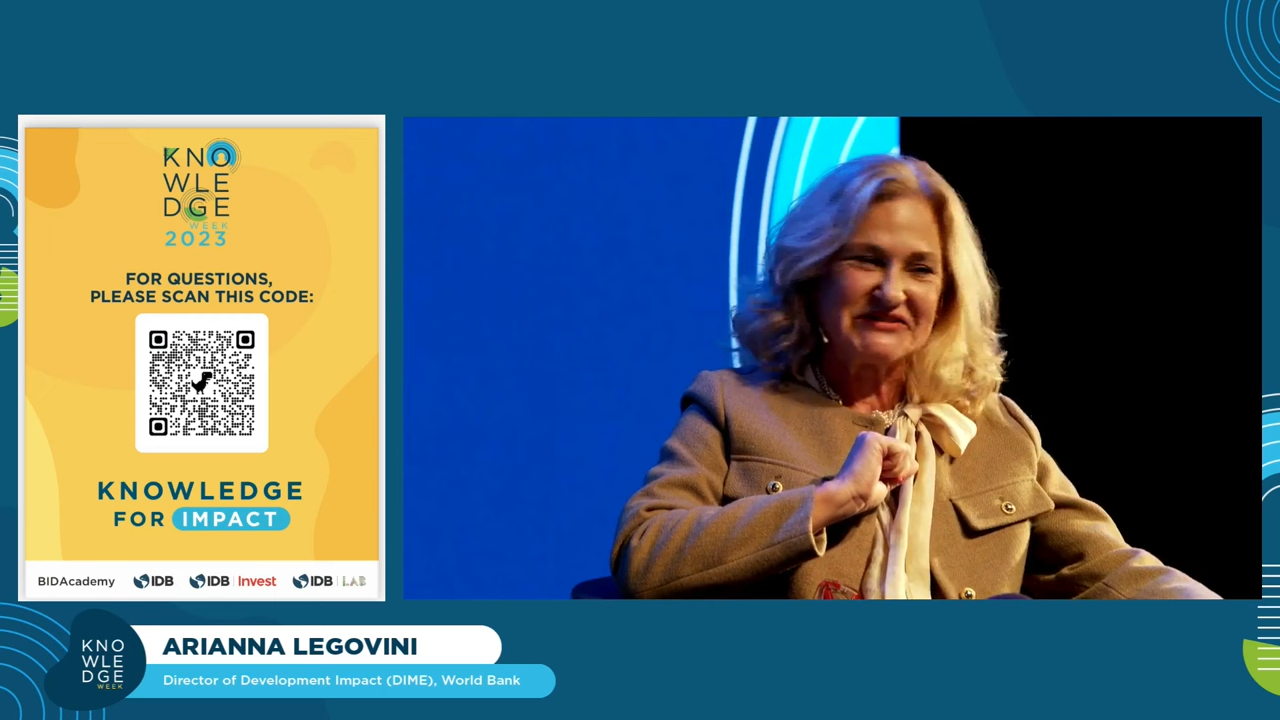 KNO
WLE
DGE
WEEK
2023
FOR QUESTIONS,
PLEASE SCAN THIS CODE:
KNOWLEDGE
FOR IMPACT
BIDAcademy IDB IDB Invest IDB LAB
KNO
WLE
DGE
WEEK
ARIANNA LEGOVINI
Director of Development Impact (DIME), World Bank